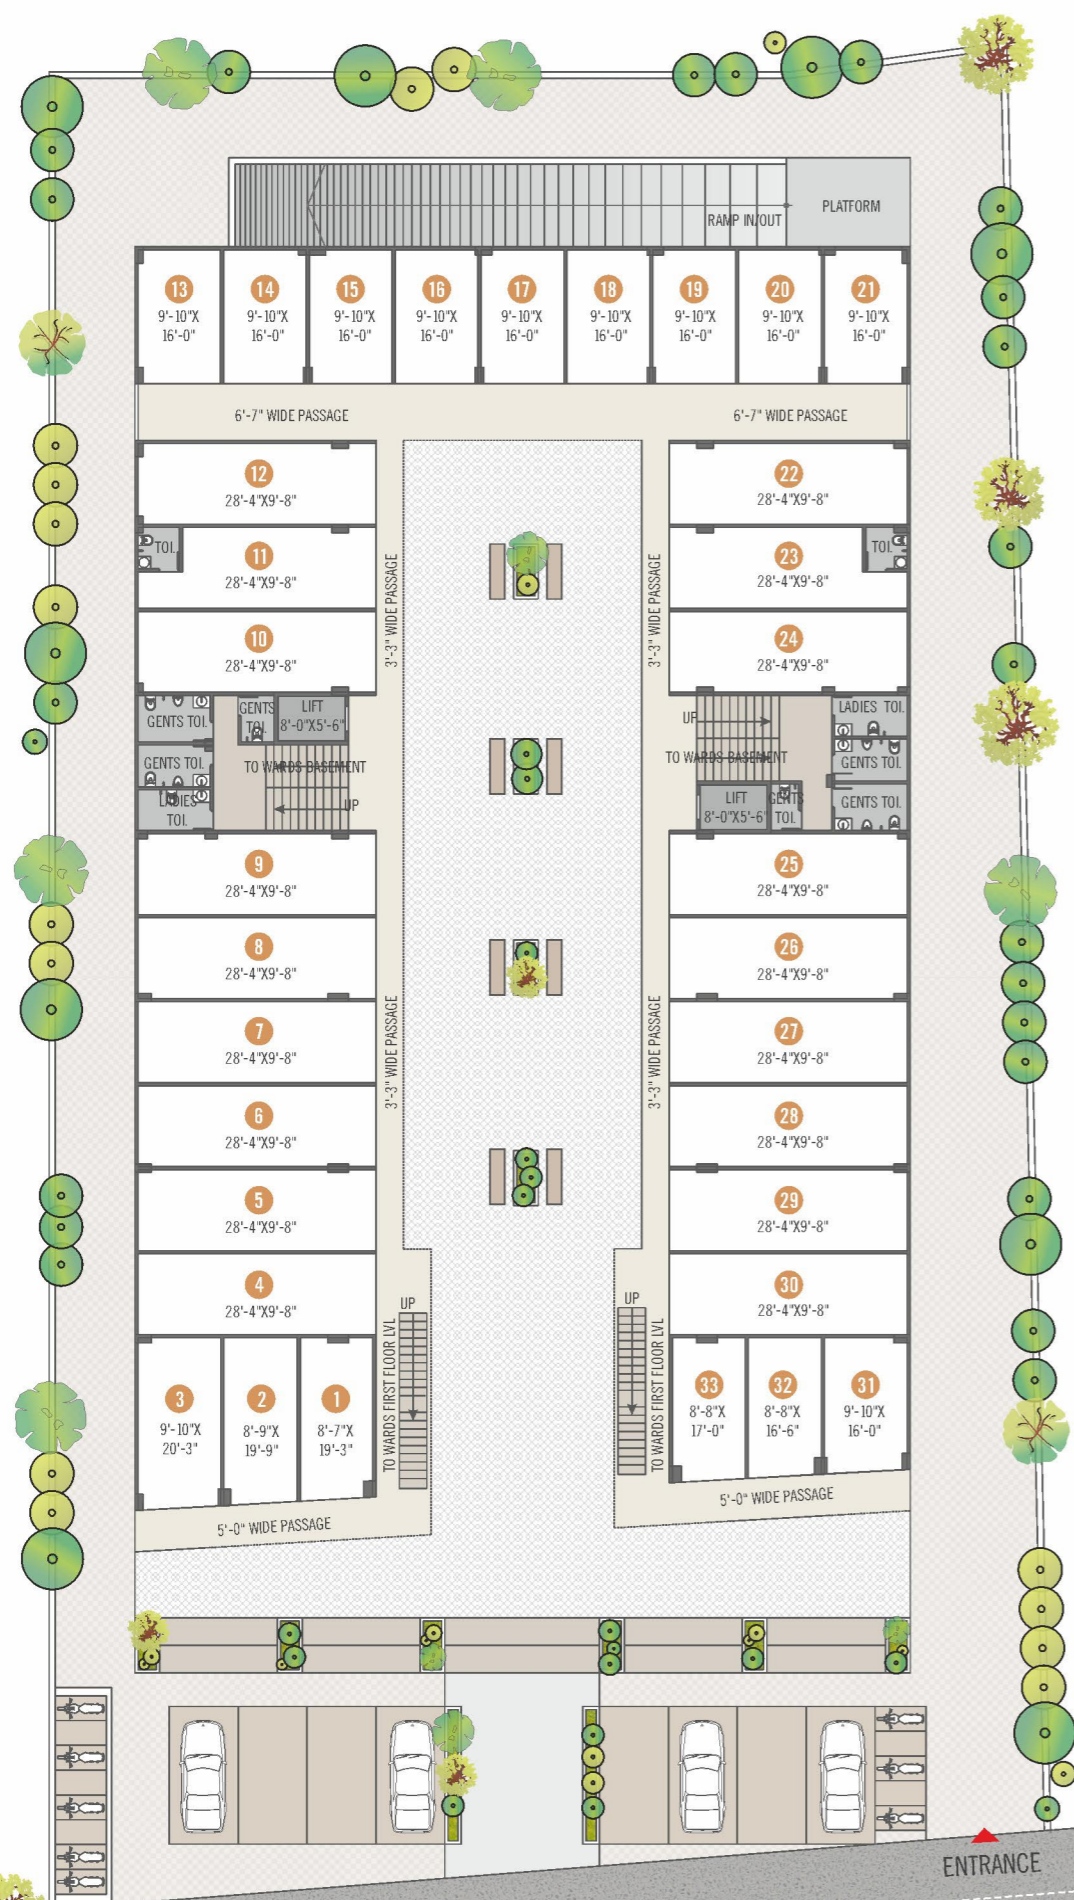 RAMP IN/OUT
PLATFORM
13
9'-10"X
16'-0"
14
9'-10"X
16'-0"
15
9'-10"X
16'-0"
16
9'-10"X
16'-0"
17
9'-10"X
16'-0"
18
9'-10"X
16'-0"
19
9'-10"X
16'-0"
20
9'-10"X
16'-0"
21
9'-10"X
16'-0"
6'-7" WIDE PASSAGE
6'-7" WIDE PASSAGE
12
28'-4"X9'-8"
22
28'-4"X9'-8"
TOI.
11
28'-4"X9'-8"
23
28'-4"X9'-8"
TOI.
3'-3" WIDE PASSAGE
3'-3" WIDE PASSAGE
10
28'-4"X9'-8"
24
28'-4"X9'-8"
GENTS TOI.
GENTS
TOI.
LIFT
8'-0"X5'-6"
GENTS TOI.
TO WARDS BASEMENT
LADIES
TOI.
UP
UP
LADIES TOI.
TO WARDS BASEMENT
GENTS TOI.
LIFT
8'-0"X5'-6"
GENTS
TOI.
GENTS TOI.
9
28'-4"X9'-8"
25
28'-4"X9'-8"
8
28'-4"X9'-8"
26
28'-4"X9'-8"
7
28'-4"X9'-8"
27
28'-4"X9'-8"
3'-3" WIDE PASSAGE
3'-3" WIDE PASSAGE
6
28'-4"X9'-8"
28
28'-4"X9'-8"
5
28'-4"X9'-8"
29
28'-4"X9'-8"
4
28'-4"X9'-8"
30
28'-4"X9'-8"
UP
UP
3
9'-10"X
20'-3"
2
8'-9"X
19'-9"
1
8'-7"X
19'-3"
TO WARDS FIRST FLOOR LVL
TO WARDS FIRST FLOOR LVL
33
8'-8"X
17'-0"
32
8'-8"X
16'-6"
31
9'-10"X
16'-0"
5'-0" WIDE PASSAGE
5'-0" WIDE PASSAGE
ENTRANCE